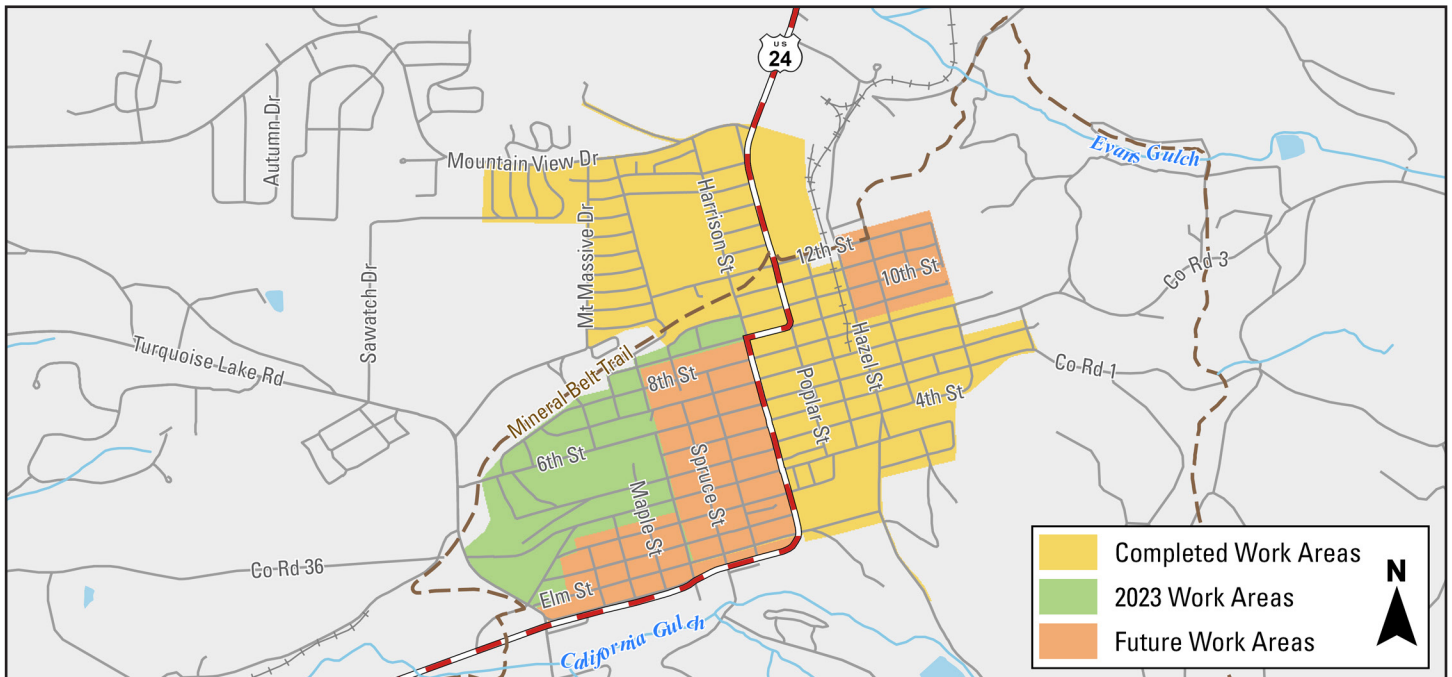 US
24
Autumn Dr
Mountain View Dr
Evans Gulch
Harrison St
Mt Massive Dr
12th St
10th St
Co Rd 3
Sawatch Dr
Turquoise Lake Rd
Mineral Belt Trail
Hazel St
Co Rd 1
8th St
Poplar St
4th St
6th St
Spruce St
Maple St
Co Rd 36
Elm St
California Gulch
Completed Work Areas
2023 Work Areas
Future Work Areas
N